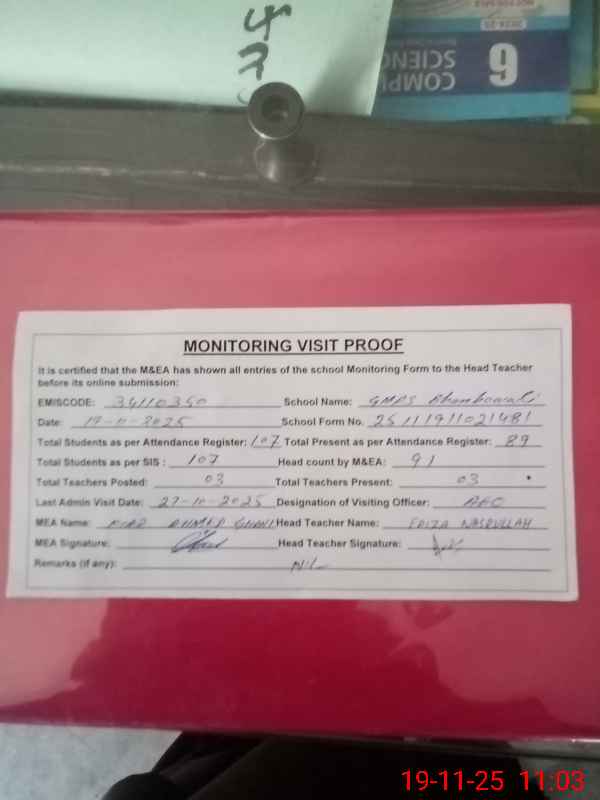 6
COMPU
SCIENC
MONITORING VISIT PROOF
It is certified that the M&EA has shown all entries of the school Monitoring Form to the Head Teacher
before its online submission:
EMISCODE: 34110350 School Name: GMPS
Date: 19-11-2025 School Form No. 25111911021481
Total Students as per Attendance Register: 107 Total Present as per Attendance Register: 89
Total Students as per SIS : 107 Head count by M&EA: 91
Total Teachers Posted: 03 Total Teachers Present: 03
Last Admin Visit Date: 27-10-2025 Designation of Visiting Officer: AEO
MEA Name: AHMED Head Teacher Name: FAIZA NASRULLAH
MEA Signature: Head Teacher Signature:
Remarks (if any): Nil
19-11-25 11:03